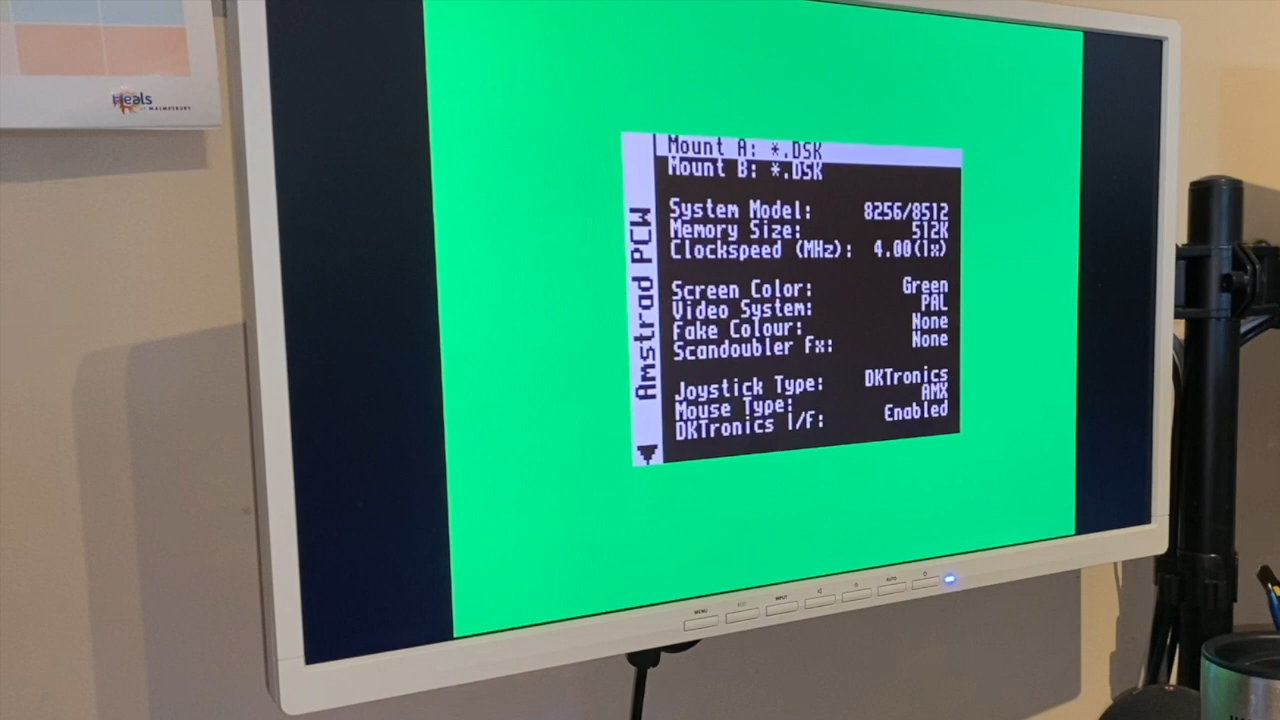 Heals
OF MALMESBURY
Amstrad PCW
Mount A: *.DSK
Mount B: *.DSK
System Model: 8256/8512
Memory Size: 512K
Clockspeed (MHz): 4.00(1x)
Screen Color: Green
Video System: PAL
Fake Colour: None
Scandoubler Fx: None
Joystick Type: DKTronics
Mouse Type: AMX
DKTronics I/F: Enabled
MENU
INPUT
AUTO